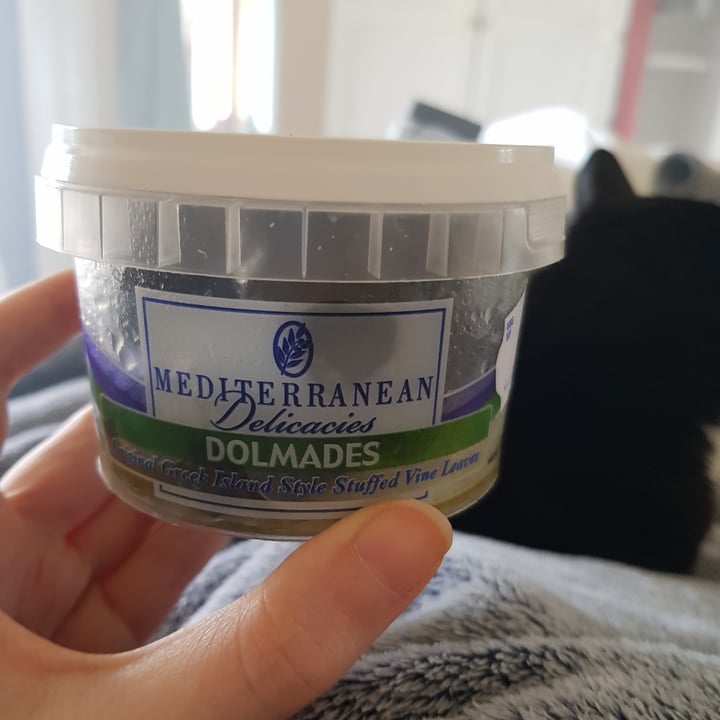 MEDITERRANEAN
Delicacies
DOLMADES
Original Greek Island Style Stuffed Vine Leaves